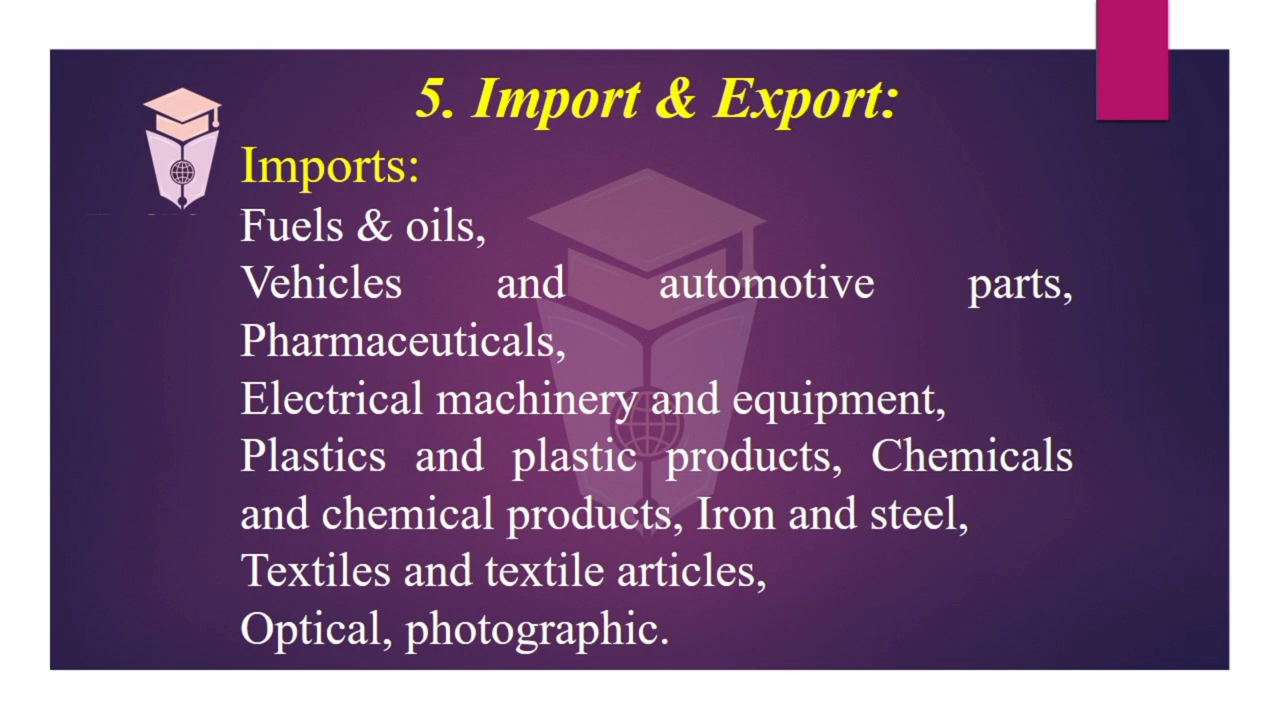 5. Import & Export:
Imports:
Fuels & oils,
Vehicles and automotive parts,
Pharmaceuticals,
Electrical machinery and equipment,
Plastics and plastic products, Chemicals
and chemical products, Iron and steel,
Textiles and textile articles,
Optical, photographic.